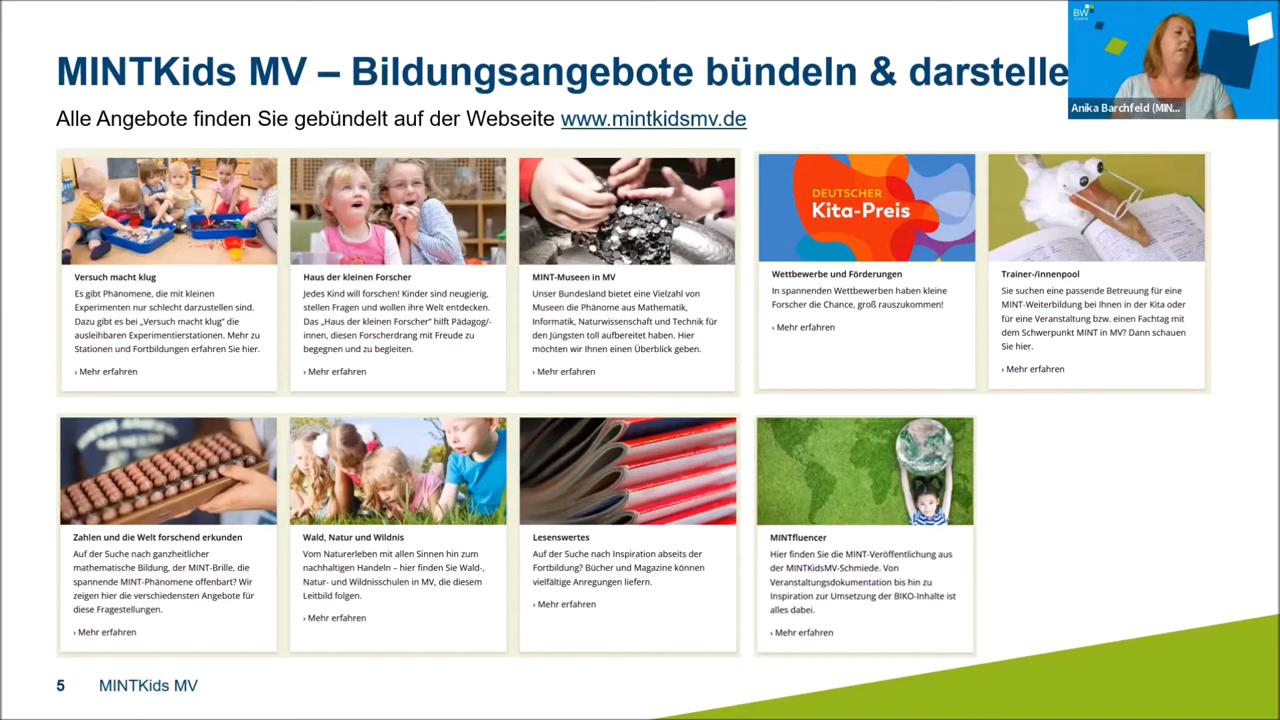 MINTKids MV – Bildungsangebote bündeln & darstelle
BW
Anika Barchfeld (MIN...
Alle Angebote finden Sie gebündelt auf der Webseite www.mintkidsmv.de
Versuch macht klug
Es gibt Phänomene, die mit kleinen
Experimenten nur schlecht darzustellen sind.
Dazu gibt es bei „Versuch macht klug“ die
ausleihbaren Experimentierstationen. Mehr zu
Stationen und Fortbildungen erfahren Sie hier.
› Mehr erfahren
Haus der kleinen Forscher
Jedes Kind will forschen! Kinder sind neugierig,
stellen Fragen und wollen ihre Welt entdecken.
Das „Haus der kleinen Forscher“ hilft Pädagog/-
innen, diesen Forscherdrang mit Freude zu
begegnen und zu begleiten.
› Mehr erfahren
MINT-Museen in MV
Unser Bundesland bietet eine Vielzahl von
Museen die Phänome aus Mathematik,
Informatik, Naturwissenschaft und Technik für
den Jüngsten toll aufbereitet haben. Hier
möchten wir Ihnen einen Überblick geben.
› Mehr erfahren
DEUTSCHER
Kita-Preis
Wettbewerbe und Förderungen
In spannenden Wettbewerben haben kleine
Forscher die Chance, groß rauszukommen!
› Mehr erfahren
Trainer-/innenpool
Sie suchen eine passende Betreuung für eine
MINT-Weiterbildung bei Ihnen in der Kita oder
für eine Veranstaltung bzw. einen Fachtag mit
dem Schwerpunkt MINT in MV? Dann schauen
Sie hier.
› Mehr erfahren
Zahlen und die Welt forschend erkunden
Auf der Suche nach ganzheitlicher
mathematische Bildung, der MINT-Brille, die
spannende MINT-Phänomene offenbart? Wir
zeigen hier die verschiedensten Angebote für
diese Fragestellungen.
› Mehr erfahren
Wald, Natur und Wildnis
Vom Naturerleben mit allen Sinnen hin zum
nachhaltigen Handeln – hier finden Sie Wald-,
Natur- und Wildnisschulen in MV, die diesem
Leitbild folgen.
› Mehr erfahren
Lesenswertes
Auf der Suche nach Inspiration abseits der
Fortbildung? Bücher und Magazine können
vielfältige Anregungen liefern.
› Mehr erfahren
MINTfluencer
Hier finden Sie die MINT-Veröffentlichung aus
der MINTKidsMV-Schmiede. Von
Veranstaltungsdokumentation bis hin zu
Inspiration zur Umsetzung der BIKO-Inhalte ist
alles dabei.
› Mehr erfahren
5 MINTKids MV